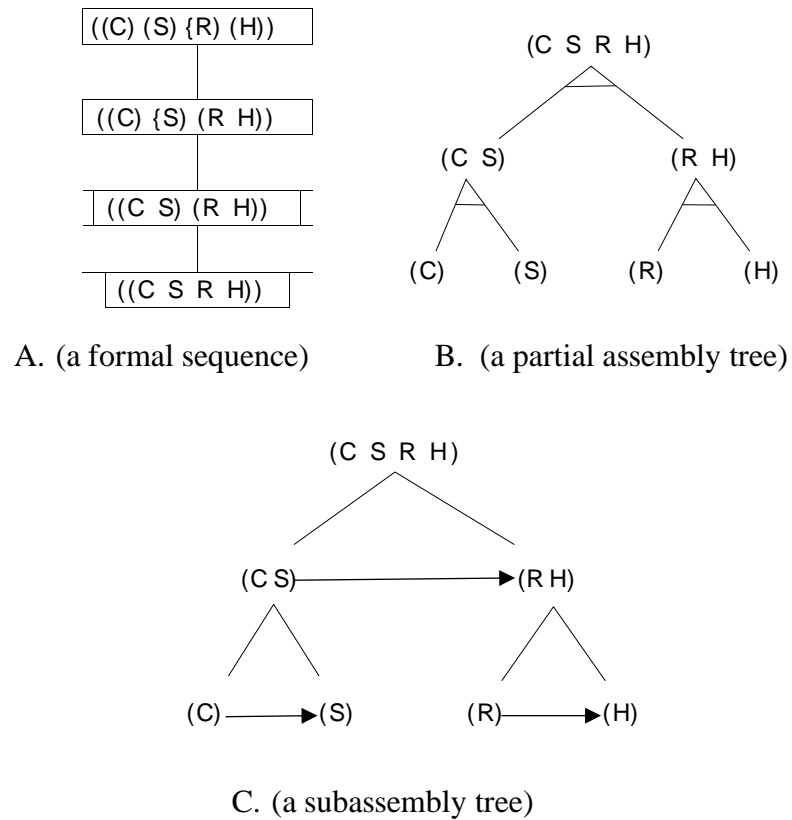 ((C) (S) {R) (H))
((C) {S) (R H))
((C S) (R H))
((C S R H))
A. (a formal sequence)
(C S R H)
(C S) (R H)
(C) (S) (R) (H)
B. (a partial assembly tree)
(C S R H)
(C S) (R H)
(C) (S) (R) (H)
C. (a subassembly tree)